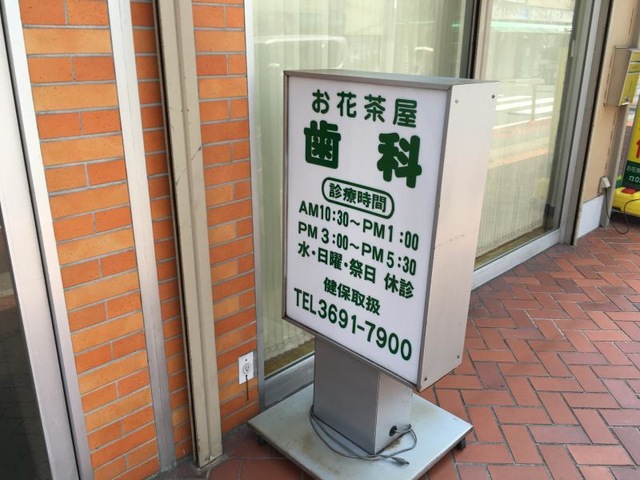 お花茶屋
歯科
診療時間
AM10:30～PM1:00
PM3:00～PM5:30
水・日曜・祭日 休診
健保取扱
TEL3691-7900